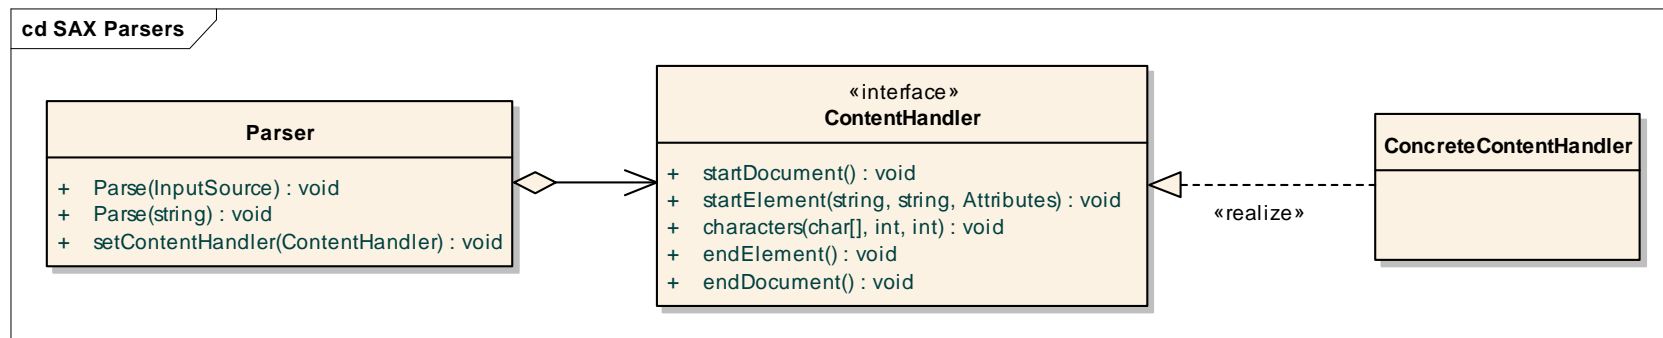 cd SAX Parsers
Parser
+ Parse(InputSource) : void
+ Parse(string) : void
+ setContentHandler(ContentHandler) : void
«interface»
ContentHandler
+ startDocument() : void
+ startElement(string, string, Attributes) : void
+ characters(char[], int, int) : void
+ endElement() : void
+ endDocument() : void
«realize»
ConcreteContentHandler